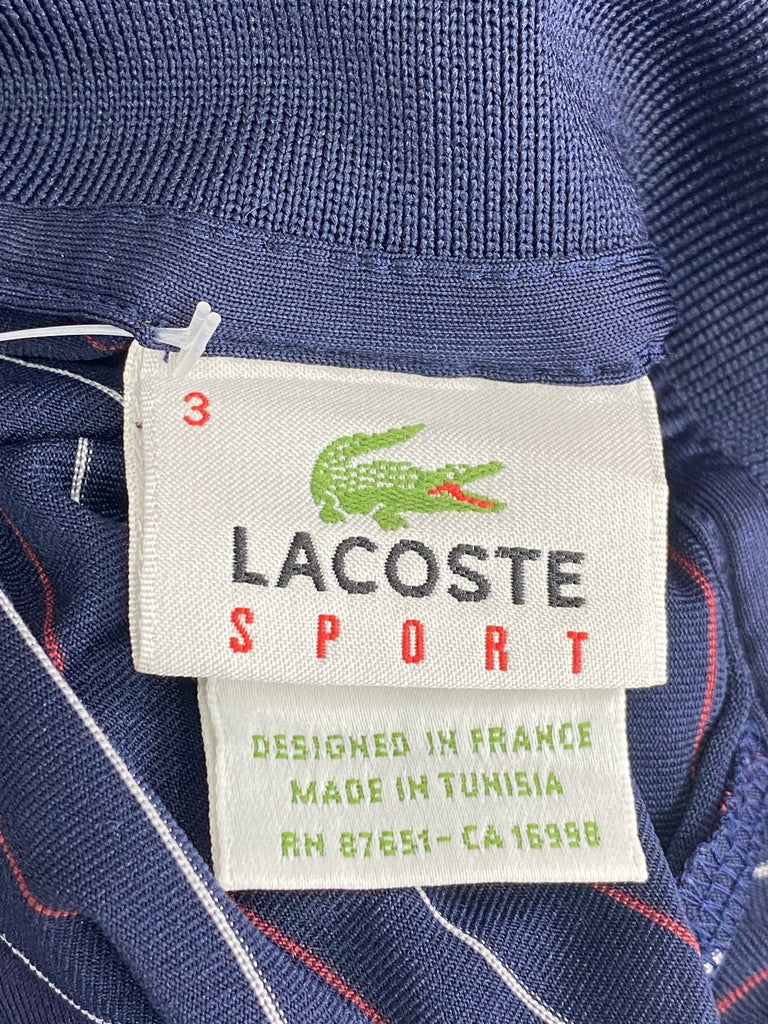 3
LACOSTE
SPORT
DESIGNED IN FRANCE
MADE IN TUNISIA
RN 87651-CA 16998